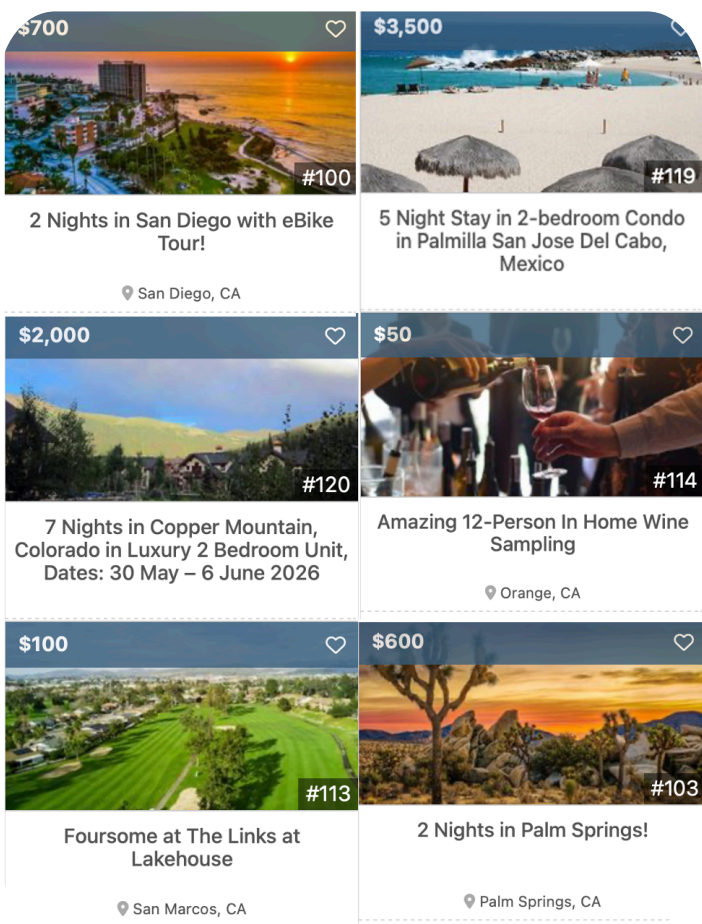 $700
#100
2 Nights in San Diego with eBike
Tour!
San Diego, CA
$3,500
#119
5 Night Stay in 2-bedroom Condo
in Palmilla San Jose Del Cabo,
Mexico
$2,000
#120
7 Nights in Copper Mountain,
Colorado in Luxury 2 Bedroom Unit,
Dates: 30 May – 6 June 2026
$50
#114
Amazing 12-Person In Home Wine
Sampling
Orange, CA
$100
#113
Foursome at The Links at
Lakehouse
San Marcos, CA
$600
#103
2 Nights in Palm Springs!
Palm Springs, CA